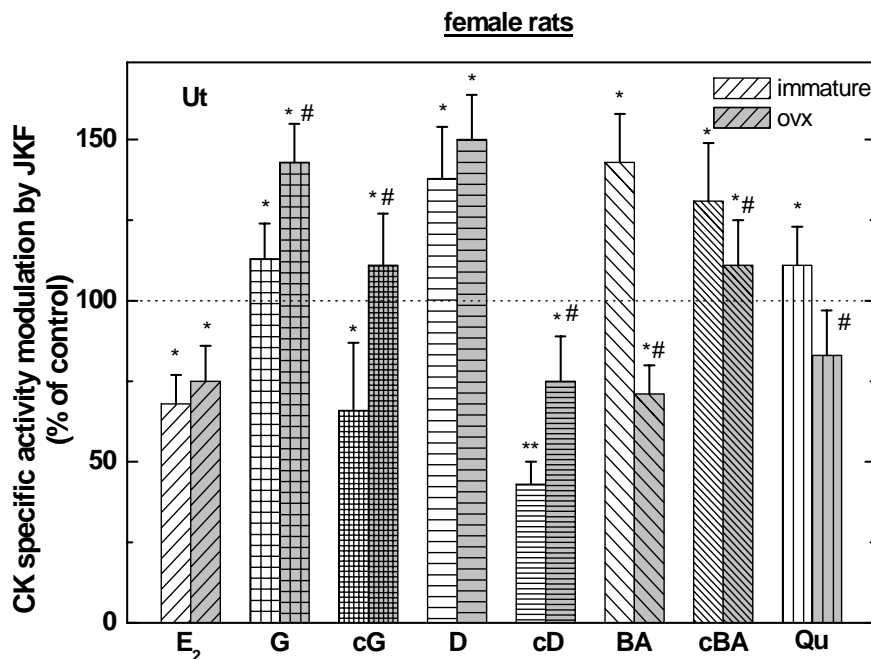 female rats
CK specific activity modulation by JKF
(% of control)
Ut
immature
ovx
150
100
50
0
* * * * # * * # * * ** * # * *# * *# * #
E2 G cG D cD BA cBA Qu